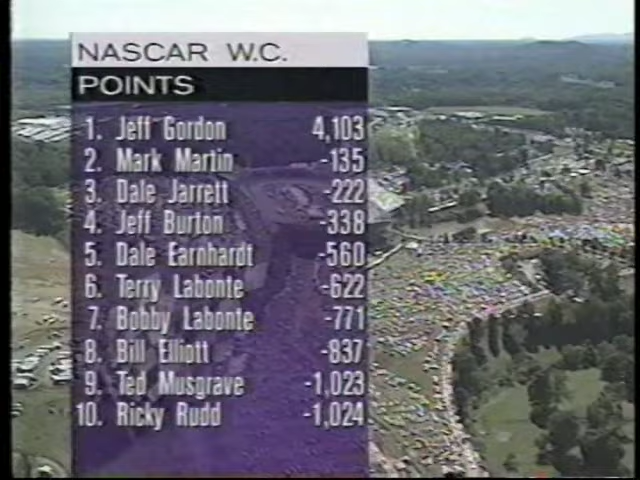 NASCAR W.C.
POINTS
1. Jeff Gordon 4,103
2. Mark Martin -135
3. Dale Jarrett -222
4. Jeff Burton -338
5. Dale Earnhardt -560
6. Terry Labonte -622
7. Bobby Labonte -771
8. Bill Elliott -837
9. Ted Musgrave -1,023
10. Ricky Rudd -1,024